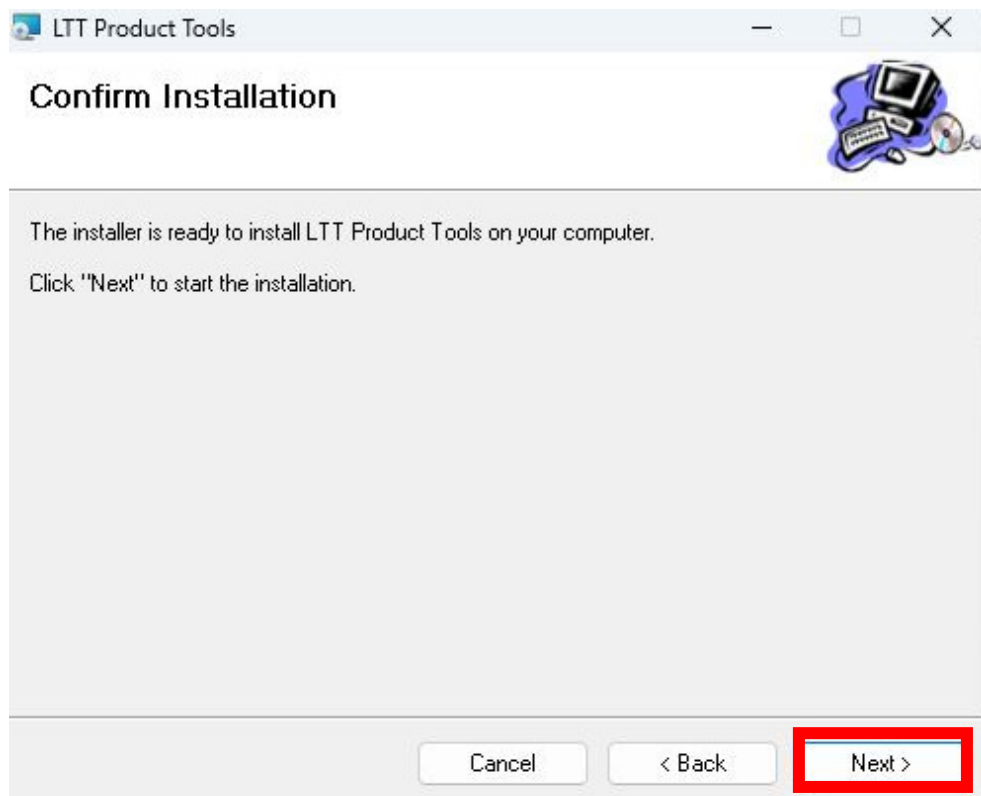 LTT Product Tools
Confirm Installation
The installer is ready to install LTT Product Tools on your computer.
Click "Next" to start the installation.
Cancel
< Back
Next >